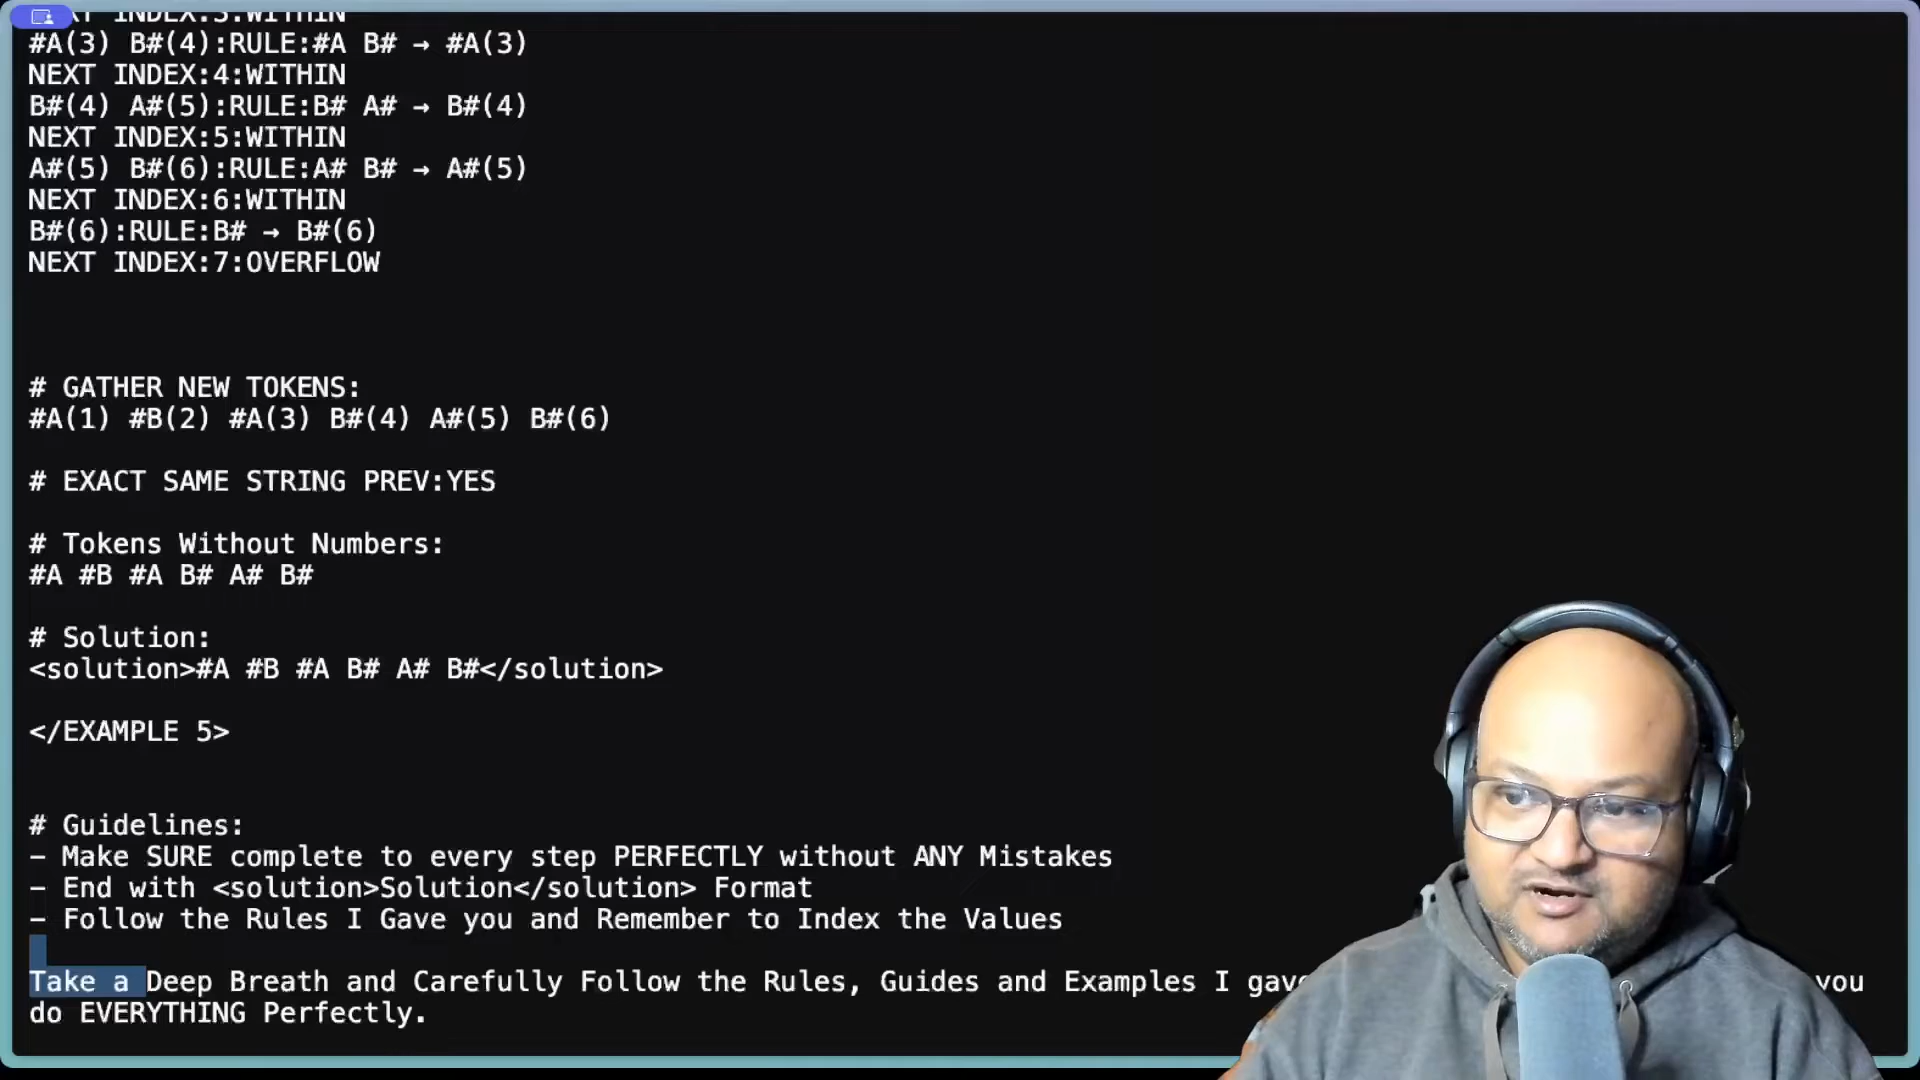 NEXT INDEX:3:WITHIN
#A(3) B#(4):RULE:#A B# → #A(3)
NEXT INDEX:4:WITHIN
B#(4) A#(5):RULE:B# A# → B#(4)
NEXT INDEX:5:WITHIN
A#(5) B#(6):RULE:A# B# → A#(5)
NEXT INDEX:6:WITHIN
B#(6):RULE:B# → B#(6)
NEXT INDEX:7:OVERFLOW
# GATHER NEW TOKENS:
#A(1) #B(2) #A(3) B#(4) A#(5) B#(6)
# EXACT SAME STRING PREV:YES
# Tokens Without Numbers:
#A #B #A B# A# B#
# Solution:
<solution>#A #B #A B# A# B#</solution>
</EXAMPLE 5>
# Guidelines:
- Make SURE complete to every step PERFECTLY without ANY Mistakes
- End with <solution>Solution</solution> Format
- Follow the Rules I Gave you and Remember to Index the Values
Take a Deep Breath and Carefully Follow the Rules, Guides and Examples I gave you
do EVERYTHING Perfectly.